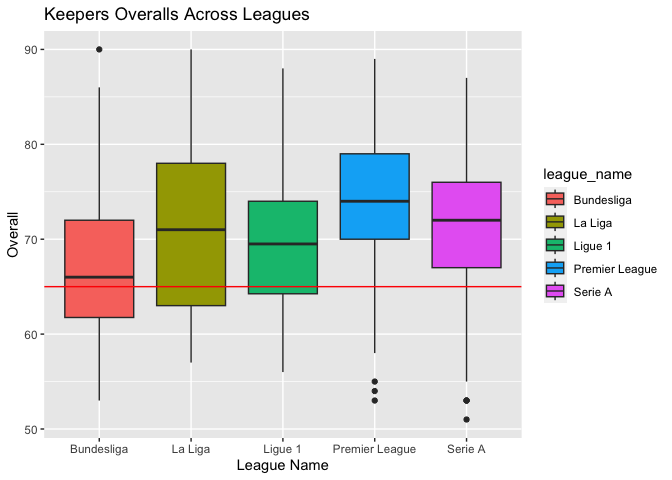 Keepers Overalls Across Leagues
90
80
70
60
50
Overall
Bundesliga La Liga Ligue 1 Premier League Serie A
League Name
league_name
Bundesliga
La Liga
Ligue 1
Premier League
Serie A